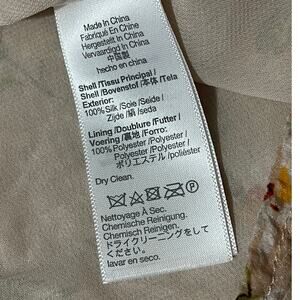 Made In China
Fabriqué En Chine
Hergestellt In China
Vervaardigd In China
中国製
hecho en china
Shell /Tissu Principal /
Shell /Bovenstof /本体 /Tela
Exterior:
100% Silk /Soie /Seide /
Zijde /絹 /seda
Lining /Doublure /Futter /
Voering /裏地 /Forro:
100% Polyester /Polyester /
Polyester /Polyester /
ポリエステル /poliéster
Dry Clean.
Nettoyage À Sec.
Chemische Reinigung.
Chemisch Reinigen.
ドライクリーニングをして
ください
lavar en seco.